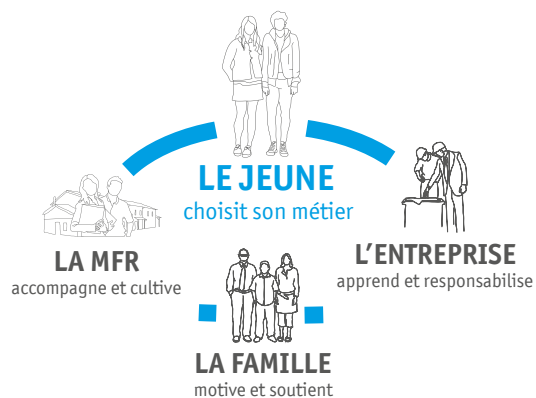 LE JEUNE
choisit son métier
LA MFR
accompagne et cultive
L'ENTREPRISE
apprend et responsabilise
LA FAMILLE
motive et soutient